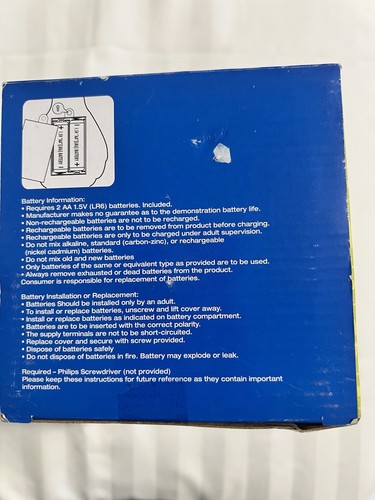 Battery Information:
• Requires 2 AA 1.5V (LR6) batteries. Included.
• Manufacturer makes no guarantee as to the demonstration battery life.
• Non-rechargeable batteries are not to be recharged.
• Rechargeable batteries are to be removed from product before charging.
• Rechargeable batteries are only to be charged under adult supervision.
• Do not mix alkaline, standard (carbon-zinc), or rechargeable
(nickel cadmium) batteries.
• Do not mix old and new batteries
• Only batteries of the same or equivalent type as provided are to be used.
• Always remove exhausted or dead batteries from the product.
Consumer is responsible for replacement of batteries.
Battery Installation or Replacement:
• Batteries Should be installed only by an adult.
• To install or replace batteries, unscrew and lift cover away.
• Install or replace batteries as indicated on battery compartment.
• Batteries are to be inserted with the correct polarity.
• The supply terminals are not to be short-circuited.
• Replace cover and secure with screw provided.
• Dispose of batteries safely
• Do not dispose of batteries in fire. Battery may explode or leak.
Required – Philips Screwdriver (not provided)
Please keep these instructions for future reference as they contain important
information.